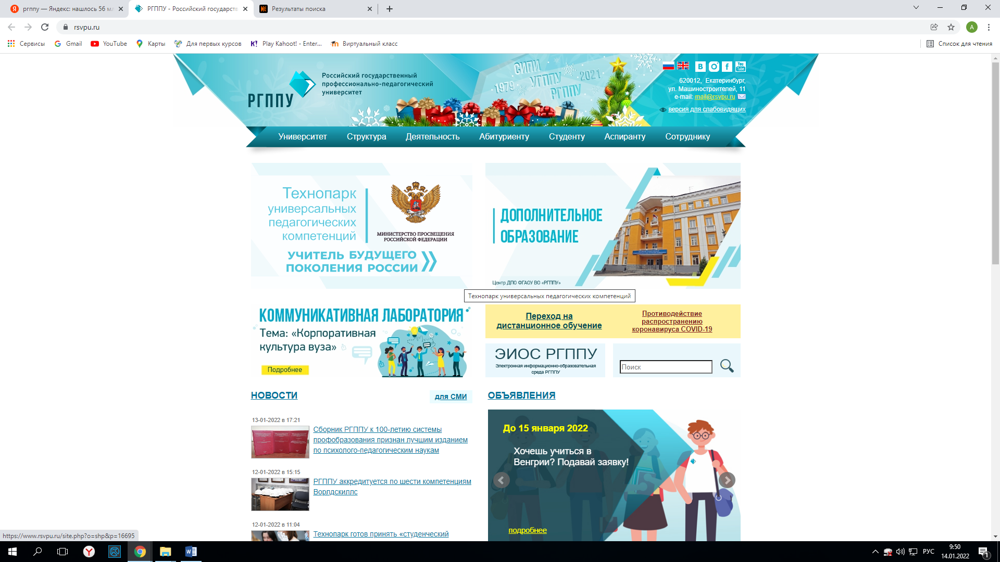 ргппу — Яндекс: нашлось 56 мл
РГППУ - Российский государств
Результаты поиска
rsvpu.ru
А
Сервисы
Gmail
YouTube
Карты
Для первых курсов
Play Kahoot! - Enter...
Виртуальный класс
Список для чтения
РГППУ
Российский государственный
профессионально-педагогический
университет
СИПИ
1979 УГППУ 2021
РГППУ
620012, Екатеринбург,
ул. Машиностроителей, 11
e-mail: mail@rsvpu.ru
версия для слабовидящих
Университет
Структура
Деятельность
Абитуриенту
Студенту
Аспиранту
Сотруднику
Технопарк
универсальных
педагогических
компетенций
МИНИСТЕРСТВО ПРОСВЕЩЕНИЯ
РОССИЙСКОЙ ФЕДЕРАЦИИ
УЧИТЕЛЬ БУДУЩЕГО
ПОКОЛЕНИЯ РОССИИ
ДОПОЛНИТЕЛЬНОЕ
ОБРАЗОВАНИЕ
Центр ДПО ФГАОУ ВО «РГППУ»
Технопарк универсальных педагогических компетенций
КОММУНИКАТИВНАЯ ЛАБОРАТОРИЯ
Тема: «Корпоративная
культура вуза»
Подробнее
Переход на
дистанционное обучение
Противодействие
распространению
коронавируса COVID-19
ЭИОС РГППУ
Электронная информационно-образовательная
среда РГППУ
Поиск
НОВОСТИ
для СМИ
13-01-2022 в 17:21
Сборник РГППУ к 100-летию системы
профобразования признан лучшим изданием
по психолого-педагогическим наукам
12-01-2022 в 15:15
РГППУ аккредитуется по шести компетенциям
Ворлдскиллс
12-01-2022 в 11:04
Технопарк готов принять «студенческий
ОБЪЯВЛЕНИЯ
До 15 января 2022
Хочешь учиться в
Венгрии? Подавай заявку!
подробнее
https://www.rsvpu.ru/site.php?o=shp&p=16695
РУС
9:50
14.01.2022
1